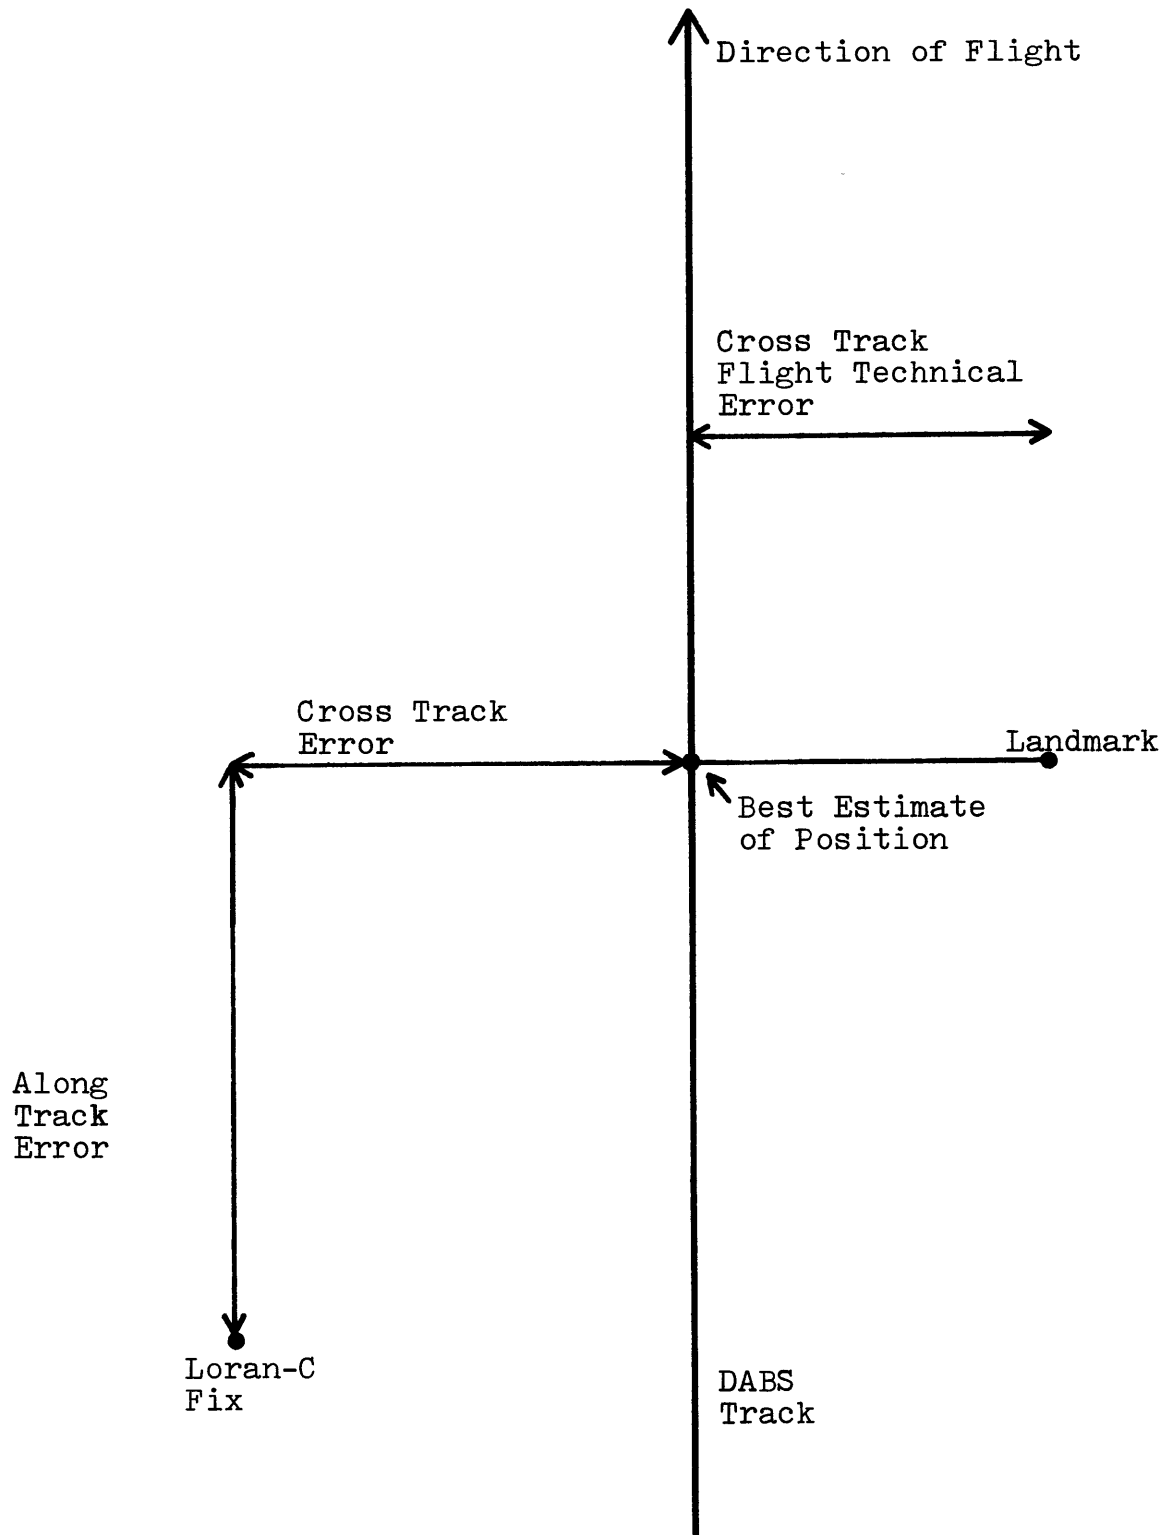 Direction of Flight
Cross Track
Flight Technical
Error
Cross Track
Error
Landmark
Best Estimate
of Position
Along
Track
Error
Loran-C
Fix
DABS
Track